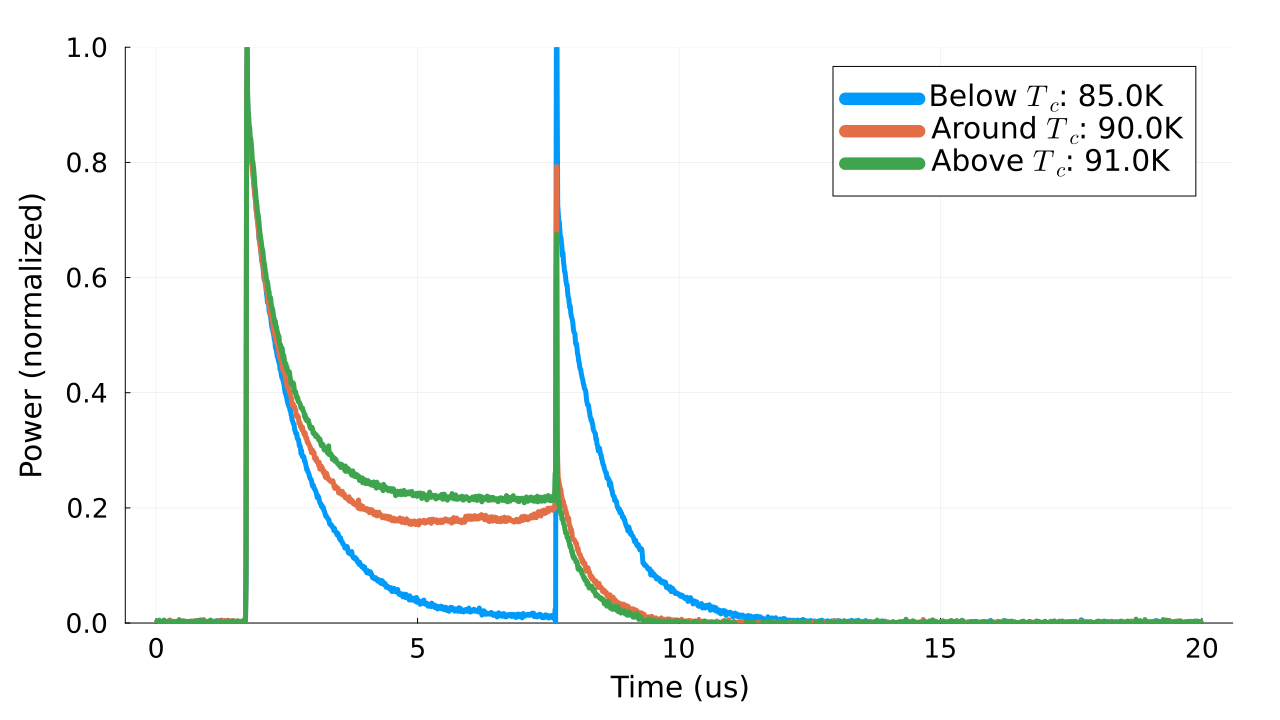 1.0
0.8
0.6
0.4
0.2
0.0
Power (normalized)
Below T_c: 85.0K
Around T_c: 90.0K
Above T_c: 91.0K
0 5 10 15 20
Time (us)